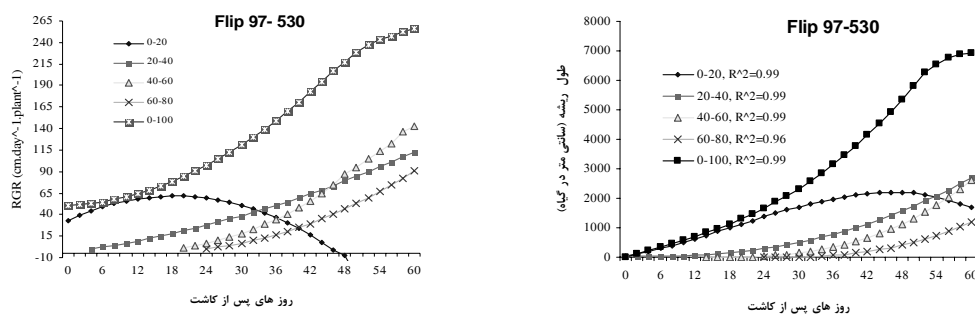 Flip 97- 530
RGR (cm.day^-1.plant^-1)
265
240
215
190
165
140
115
90
65
40
15
-10
0-20
20-40
40-60
60-80
0-100
0 6 12 18 24 30 36 42 48 54 60
روز های پس از کاشت
Flip 97-530
طول ریشه (سانتی متر در گیاه)
8000
7000
6000
5000
4000
3000
2000
1000
0
0-20, R^2=0.99
20-40, R^2=0.99
40-60, R^2=0.99
60-80, R^2=0.96
0-100, R^2=0.99
0 6 12 18 24 30 36 42 48 54 60
روز های پس از کاشت